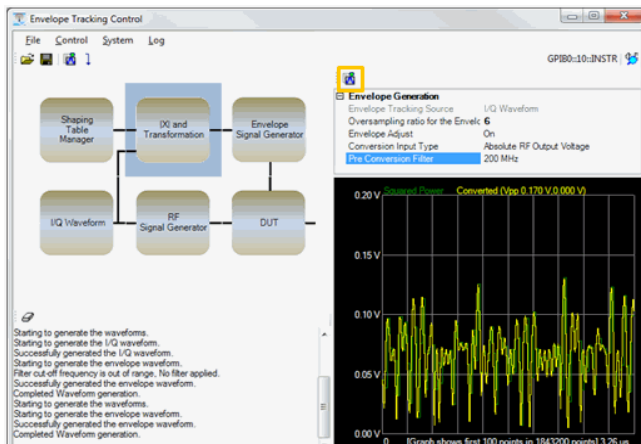 Envelope Tracking Control
File Control System Log
GPIB0::10::INSTR
Envelope Generation
Envelope Tracking Source I/Q Waveform
Oversampling ratio for the Envelc 6
Envelope Adjust On
Conversion Input Type Absolute RF Output Voltage
Pre Conversion Filter 200 MHz
Shaping
Table
Manager
|X| and
Transformation
Envelope
Signal Generator
I/Q Waveform
RF
Signal Generator
DUT
0.20 V
Squared Power Converted (Vpp 0.170 V,0.000 V)
0.15 V
0.10 V
0.05 V
0.00 V
0 [Graph shows first 100 points in 1843200 points] 3.26 us
Starting to generate the waveforms.
Starting to generate the I/Q waveform.
Successfully generated the I/Q waveform.
Starting to generate the envelope waveform.
Filter cut-off frequency is out of range, No filter applied.
Successfully generated the envelope waveform.
Completed Waveform generation.
Starting to generate the waveforms.
Starting to generate the envelope waveform.
Successfully generated the envelope waveform.
Completed Waveform generation.